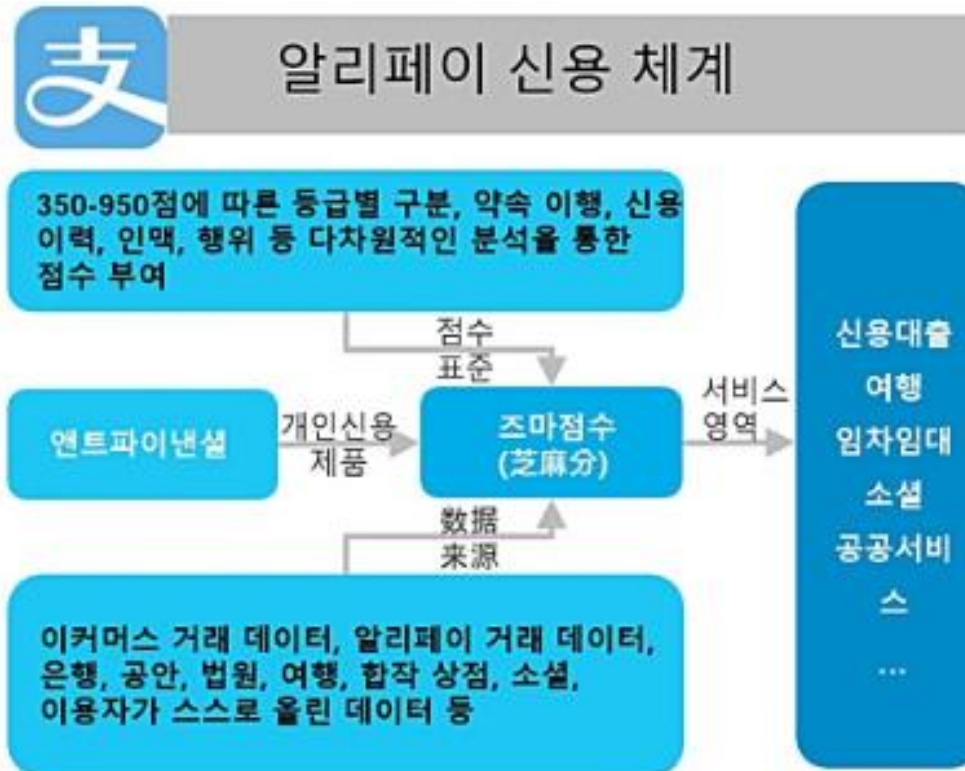 支
알리페이 신용 체계
350-950점에 따른 등급별 구분, 약속 이행, 신용
이력, 인맥, 행위 등 다차원적인 분석을 통한
점수 부여
점수
표준
앤트파이낸셜
개인신용
제품
즈마점수
(芝麻分)
서비스
영역
数据
来源
이커머스 거래 데이터, 알리페이 거래 데이터,
은행, 공안, 법원, 여행, 합작 상점, 소셜,
이용자가 스스로 올린 데이터 등
신용대출
여행
임차임대
소셜
공공서비
스
...